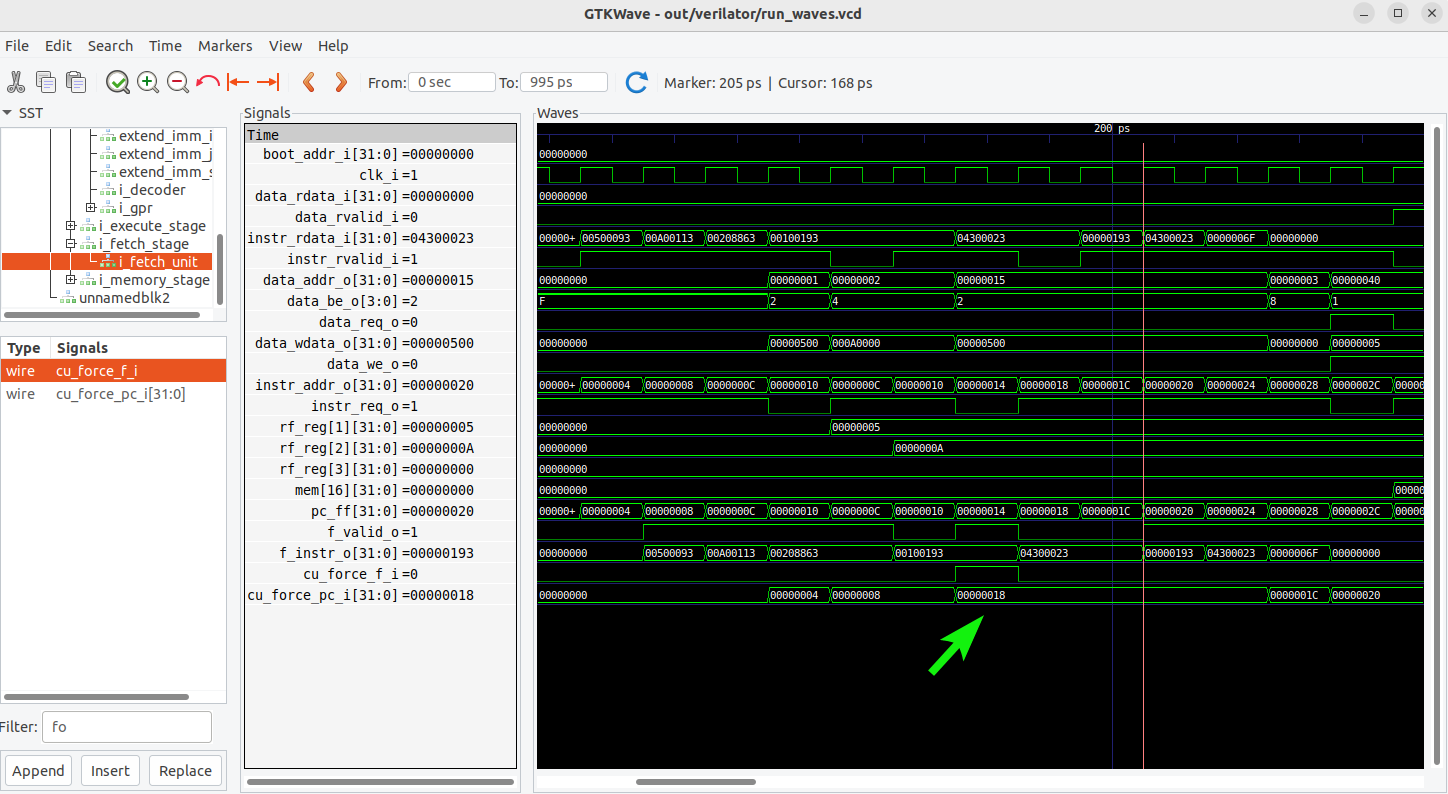 GTKWave - out/verilator/run_waves.vcd
File Edit Search Time Markers View Help
From: 0 sec To: 995 ps Marker: 205 ps | Cursor: 168 ps
SST
extend_imm_i
extend_imm_j
extend_imm_s
i_decoder
i_gpr
i_execute_stage
i_fetch_stage
i_fetch_unit
i_memory_stage
unnamedblk2
Type Signals
wire cu_force_f_i
wire cu_force_pc_i[31:0]
Filter: fo
Append Insert Replace
Signals
Time
boot_addr_i[31:0] =00000000
clk_i=1
data_rdata_i[31:0] =00000000
data_rvalid_i=0
instr_rdata_i[31:0] =04300023
instr_rvalid_i=1
data_addr_o[31:0] =00000015
data_be_o[3:0] =2
data_req_o=0
data_wdata_o[31:0] =00000500
data_we_o=0
instr_addr_o[31:0] =00000020
instr_req_o=1
rf_reg[1][31:0] =00000005
rf_reg[2][31:0] =0000000A
rf_reg[3][31:0] =00000000
mem[16][31:0] =00000000
pc_ff[31:0] =00000020
f_valid_o=1
f_instr_o[31:0] =00000193
cu_force_f_i=0
cu_force_pc_i[31:0] =00000018
Waves
200 ps
00000000
00000000
00000+ 00500093 00A00113 00208863 00100193 04300023 00000193 04300023 0000006F 00000000
00000000 00000001 00000002 00000015 00000003 00000040
F 2 4 2 8 1
00000000 00000500 000A0000 00000500 00000000 00000005
00000+ 00000004 00000008 0000000C 00000010 0000000C 00000010 00000014 00000018 0000001C 00000020 00000024 00000028 0000002C 00000
00000000 00000005
00000000 0000000A
00000000
00000000 00000
00000+ 00000004 00000008 0000000C 00000010 0000000C 00000010 00000014 00000018 0000001C 00000020 00000024 00000028 0000002C 00000
00000000 00500093 00A00113 00208863 00100193 04300023 00000193 04300023 0000006F 00000000
00000000 00000004 00000008 00000018 0000001C 00000020